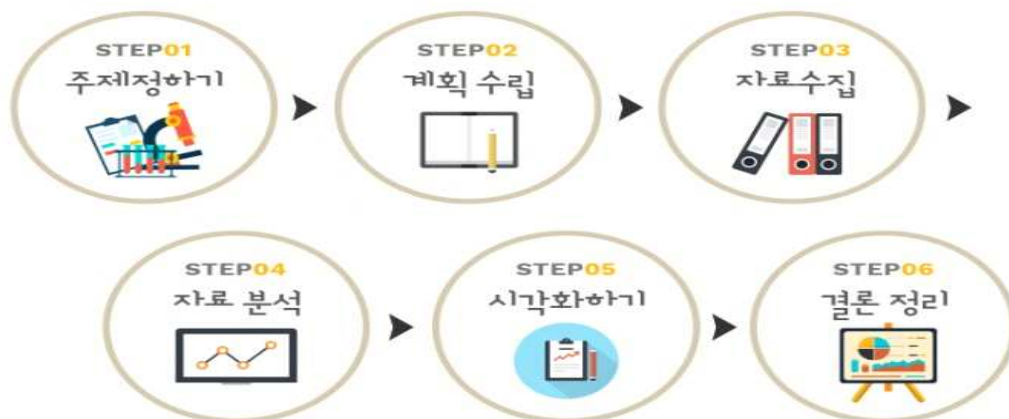 STEP01
주제정하기
STEP02
계획 수립
STEP03
자료수집
STEP04
자료 분석
STEP05
시각화하기
STEP06
결론 정리